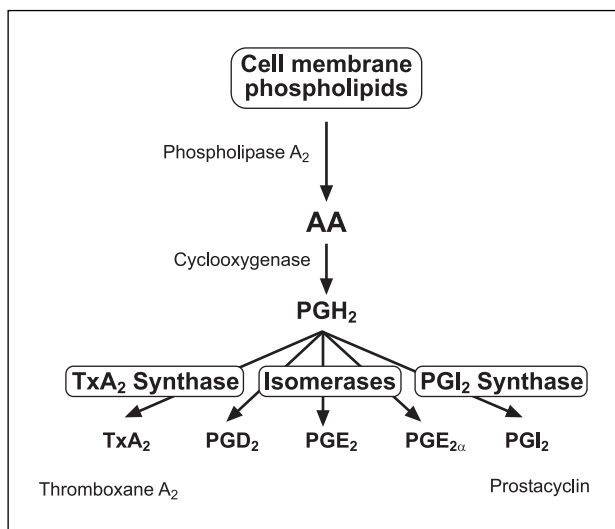 Cell membrane
phospholipids
Phospholipase A₂
AA
Cyclooxygenase
PGH₂
TxA₂ Synthase
Isomerases
PGI₂ Synthase
TxA₂
PGD₂
PGE₂
PGE₂α
PGI₂
Thromboxane A₂
Prostacyclin